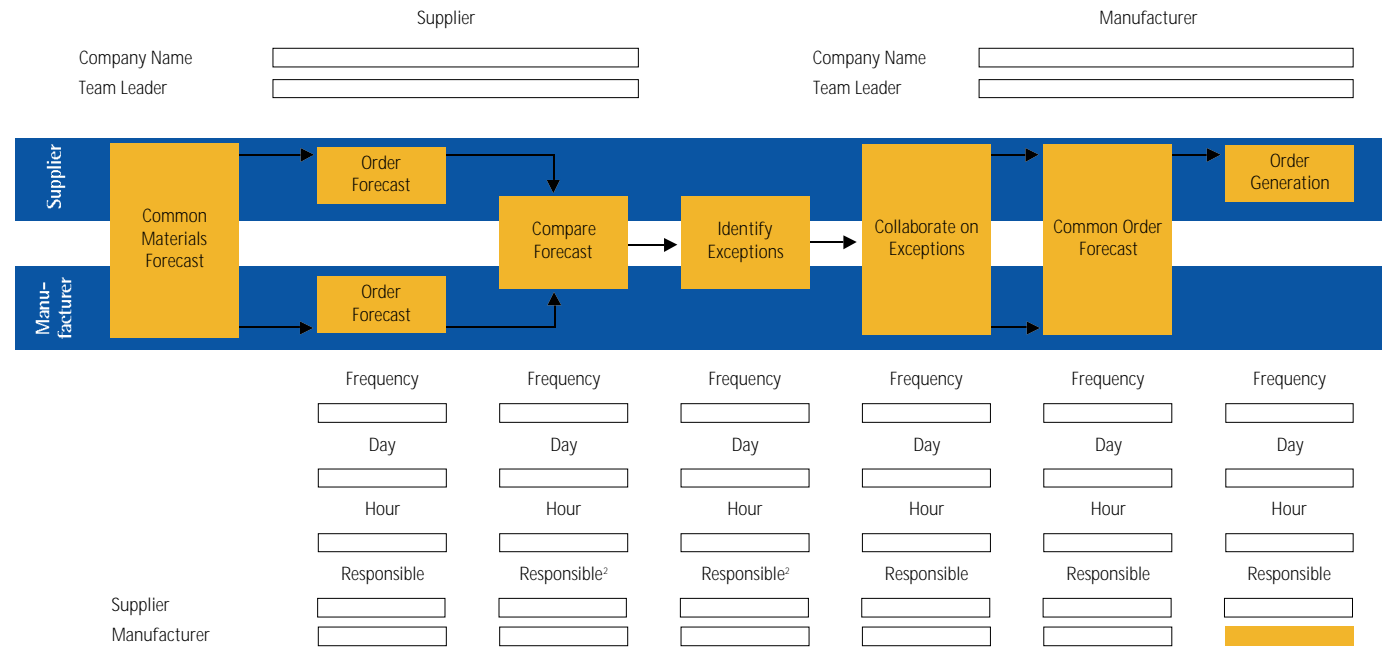 Supplier
Manufacturer
Company Name
Company Name
Team Leader
Team Leader
Supplier
Manu-
facturer
Common
Materials
Forecast
Order
Forecast
Order
Forecast
Compare
Forecast
Identify
Exceptions
Collaborate on
Exceptions
Common Order
Forecast
Order
Generation
Frequency
Frequency
Frequency
Frequency
Frequency
Frequency
Day
Day
Day
Day
Day
Day
Hour
Hour
Hour
Hour
Hour
Hour
Responsible
Responsible²
Responsible²
Responsible
Responsible
Responsible
Supplier
Manufacturer